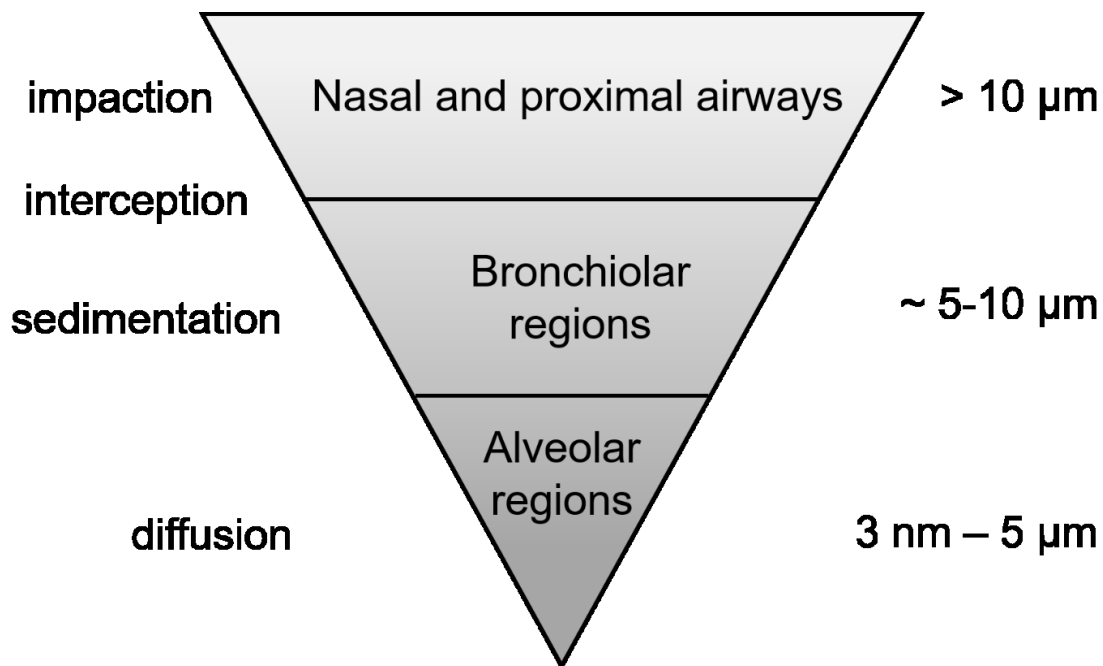 impaction
Nasal and proximal airways
> 10 µm
interception
Bronchiolar
regions
sedimentation
~ 5-10 µm
Alveolar
regions
diffusion
3 nm – 5 µm